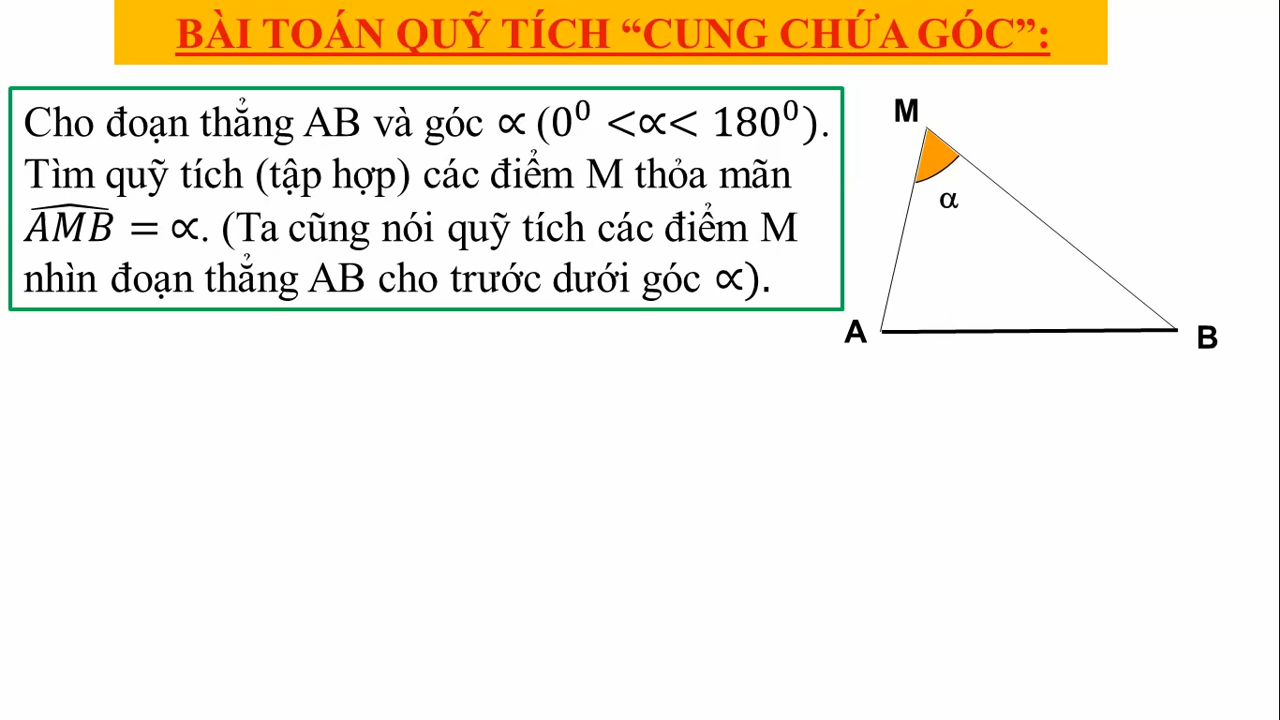 BÀI TOÁN QUỸ TÍCH “CUNG CHỨA GÓC”:
Cho đoạn thẳng AB và góc ∝ (0⁰ <∝< 180⁰).
Tìm quỹ tích (tập hợp) các điểm M thỏa mãn
\widehat{AMB} = ∝. (Ta cũng nói quỹ tích các điểm M
nhìn đoạn thẳng AB cho trước dưới góc ∝).
M
α
A
B